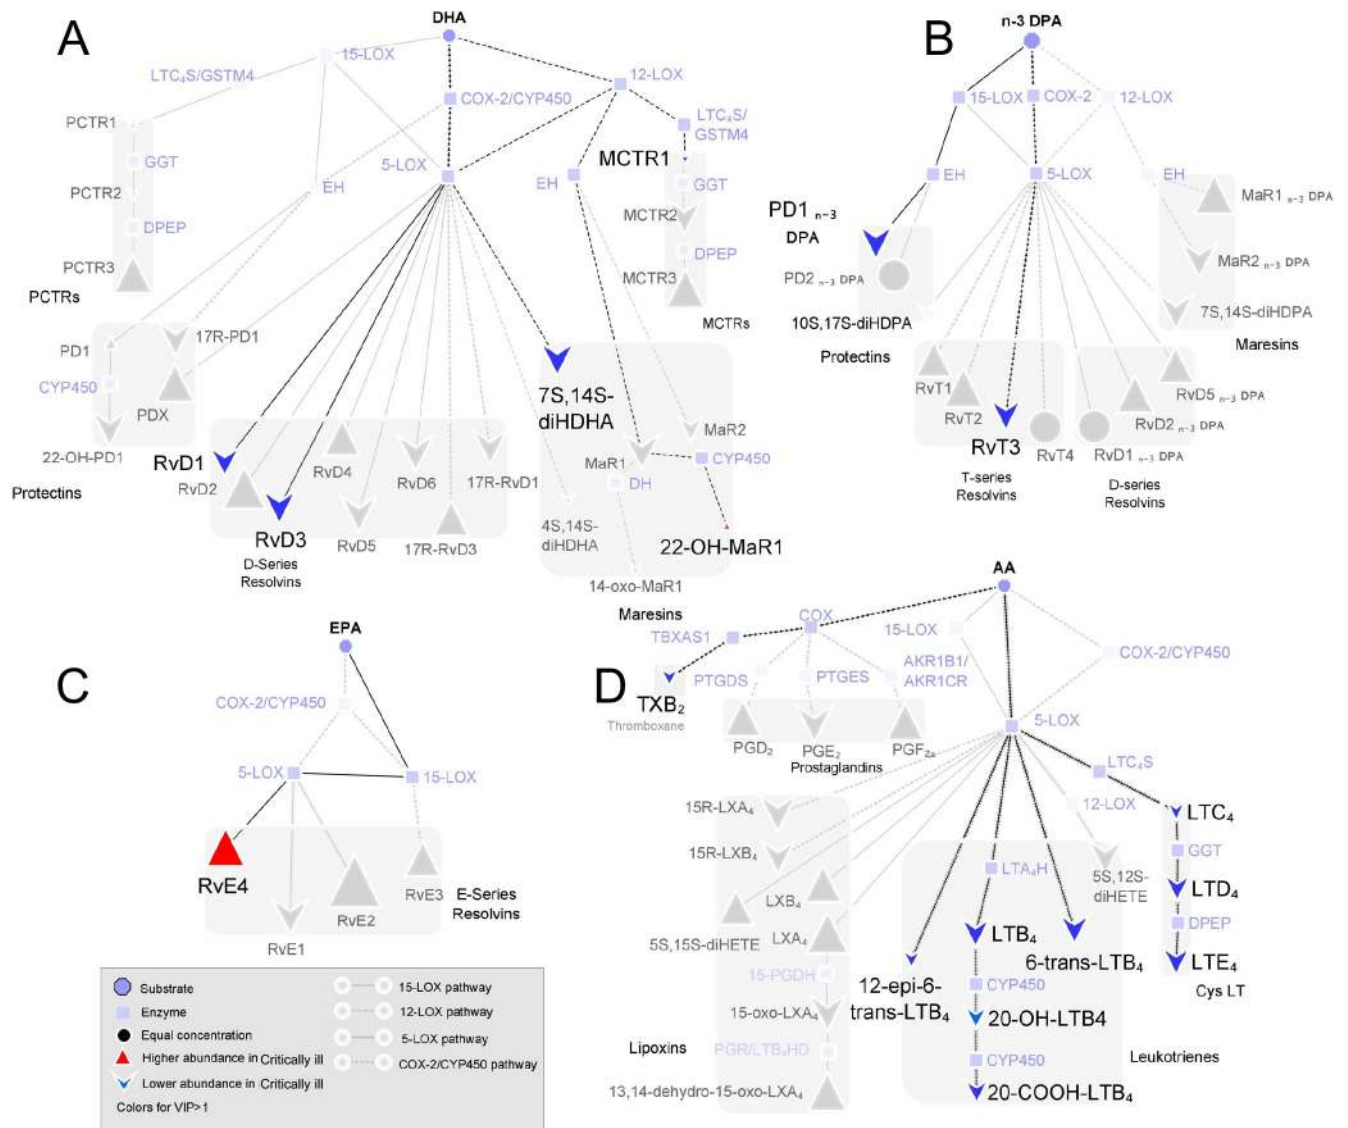 A
DHA
15-LOX
LTC₄S/GSTM4
12-LOX
COX-2/CYP450
LTC₄S/
GSTM4
PCTR1
GGT
PCTR2
DPEP
PCTR3
PCTRs
5-LOX
EH
EH
MCTR1
GGT
MCTR2
DPEP
MCTR3
MCTRs
PD1
17R-PD1
CYP450
PDX
22-OH-PD1
Protectins
RvD1
RvD2
RvD3
RvD4
RvD5
RvD6
17R-RvD3
17R-RvD1
D-Series
Resolvins
7S,14S-
diHDHA
MaR2
MaR1
CYP450
DH
4S,14S-
diHDHA
22-OH-MaR1
14-oxo-MaR1
Maresins
B
n-3 DPA
15-LOX
COX-2
12-LOX
EH
5-LOX
EH
PD1 n-3
DPA
PD2 n-3 DPA
10S,17S-diHDPA
Protectins
MaR1 n-3 DPA
MaR2 n-3 DPA
7S,14S-diHDPA
Maresins
RvT1
RvT2
RvT3
RvT4
T-series
Resolvins
RvD1 n-3 DPA
RvD2 n-3 DPA
RvD5 n-3 DPA
D-series
Resolvins
C
EPA
COX-2/CYP450
5-LOX
15-LOX
RvE4
RvE1
RvE2
RvE3
E-Series
Resolvins
D
AA
COX
TBXAS1
15-LOX
COX-2/CYP450
PTGDS
PTGES
AKR1B1/
AKR1CR
TXB₂
Thromboxane
PGD₂
PGE₂
PGF₂ₐ
Prostaglandins
5-LOX
LTC₄S
12-LOX
LTC₄
GGT
LTD₄
DPEP
LTE₄
Cys LT
15R-LXA₄
15R-LXB₄
LXB₄
5S,15S-diHETE
LXA₄
15-PGDH
15-oxo-LXA₄
PGR/LTB₄HD
13,14-dehydro-15-oxo-LXA₄
Lipoxins
LTA₄H
5S,12S-
diHETE
LTB₄
6-trans-LTB₄
12-epi-6-
trans-LTB₄
CYP450
20-OH-LTB4
CYP450
20-COOH-LTB₄
Leukotrienes
Substrate
Enzyme
Equal concentration
Higher abundance in Critically ill
Lower abundance in Critically ill
Colors for VIP>1
15-LOX pathway
12-LOX pathway
5-LOX pathway
COX-2/CYP450 pathway